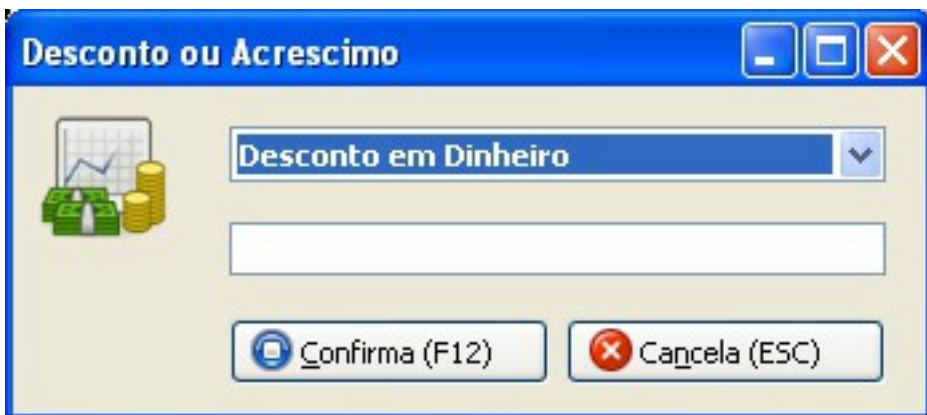 Desconto ou Acrescimo
Desconto em Dinheiro
Confirma (F12) Cancela (ESC)